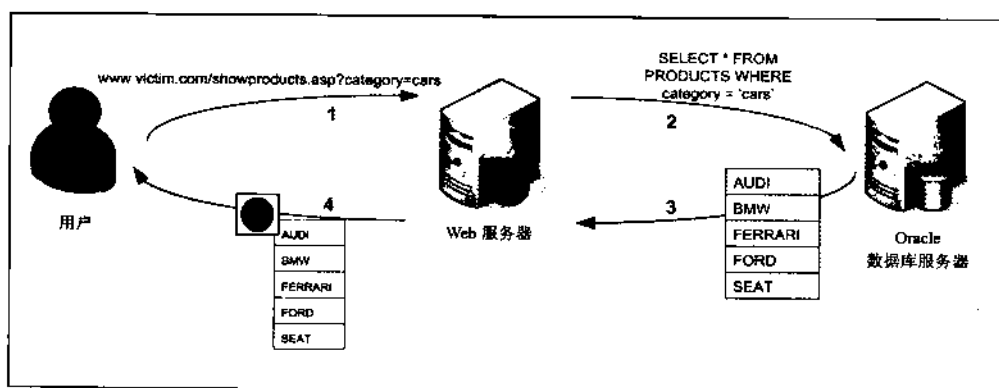 www.victim.com/showproducts.asp?category=cars
1
SELECT * FROM
PRODUCTS WHERE
category = 'cars'
2
用户
4
AUDI
BMW
FERRARI
FORD
SEAT
Web 服务器
3
AUDI
BMW
FERRARI
FORD
SEAT
Oracle
数据库服务器